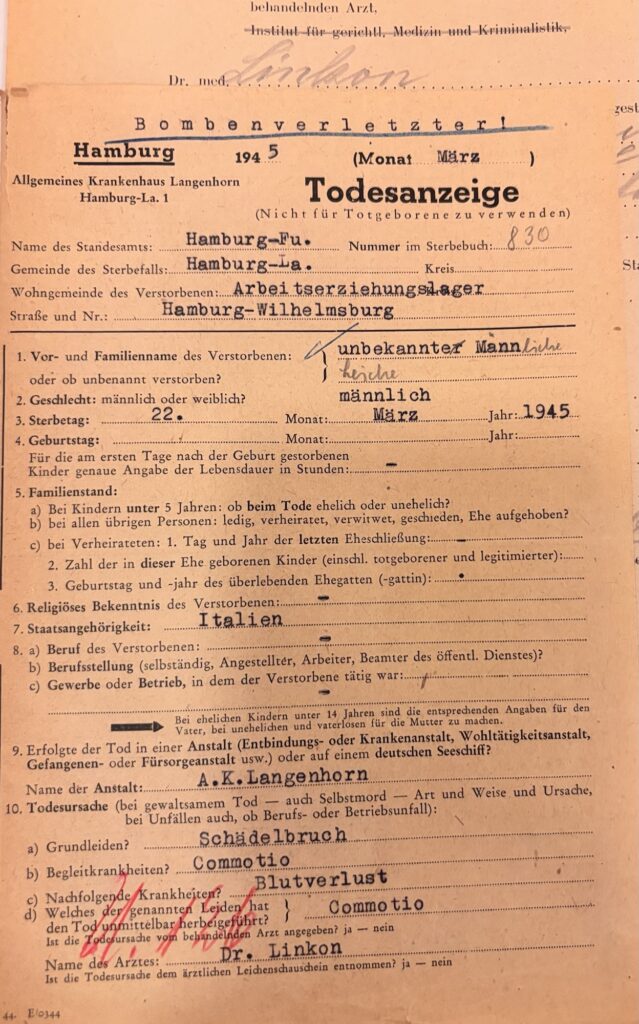 behandelnden Arzt,
Institut für gerichtl, Medizin und Kriminalistik,
Dr. med. Linkon
Bombenverletzter!
Hamburg 1945 (Monat März )
Allgemeines Krankenhaus Langenhorn
Hamburg-La. 1
Todesanzeige
(Nicht für Totgeborene zu verwenden)
Name des Standesamts: Hamburg-Fu. Nummer im Sterbebuch: 830
Gemeinde des Sterbefalls: Hamburg-La. Kreis
Wohngemeinde des Verstorbenen: Arbeitserziehungslager
Straße und Nr.: Hamburg-Wilhelmsburg
1. Vor- und Familienname des Verstorbenen: unbekannter Männliche
oder ob unbenannt verstorben? Leiche
2. Geschlecht: männlich oder weiblich? männlich
3. Sterbetag: 22. Monat: März Jahr: 1945
4. Geburtstag: Monat: Jahr:
Für die am ersten Tage nach der Geburt gestorbenen
Kinder genaue Angabe der Lebensdauer in Stunden: -
5. Familienstand:
a) Bei Kindern unter 5 Jahren: ob beim Tode ehelich oder unehelich?
b) bei allen übrigen Personen: ledig, verheiratet, verwitwet, geschieden, Ehe aufgehoben?
c) bei Verheirateten: 1. Tag und Jahr der letzten Eheschließung: -
2. Zahl der in dieser Ehe geborenen Kinder (einschl. totgeborener und legitimierter):
3. Geburtstag und -jahr des überlebenden Ehegatten (-gattin):
6. Religiöses Bekenntnis des Verstorbenen: -
7. Staatsangehörigkeit: Italien
8. a) Beruf des Verstorbenen: -
b) Berufsstellung (selbständig, Angestellter, Arbeiter, Beamter des öffentl. Dienstes)?
c) Gewerbe oder Betrieb, in dem der Verstorbene tätig war: -
Bei ehelichen Kindern unter 14 Jahren sind die entsprechenden Angaben für den
Vater, bei unehelichen und vaterlosen für die Mutter zu machen.
9. Erfolgte der Tod in einer Anstalt (Entbindungs- oder Krankenanstalt, Wohltätigkeitsanstalt,
Gefangenen- oder Fürsorgeanstalt usw.) oder auf einem deutschen Seeschiff?
Name der Anstalt: A.K.Langenhorn
10. Todesursache (bei gewaltsamem Tod — auch Selbstmord — Art und Weise und Ursache,
bei Unfällen auch, ob Berufs- oder Betriebsunfall):
a) Grundleiden? Schädelbruch
b) Begleitkrankheiten? Commotio
c) Nachfolgende Krankheiten? Blutverlust
d) Welches der genannten Leiden hat
den Tod unmittelbar herbeigeführt? Commotio
Ist die Todesursache vom behandelnden Arzt angegeben? ja — nein
Name des Arztes: Dr. Linkon
Ist die Todesursache dem ärztlichen Leichenschauschein entnommen? ja — nein
44. E/0344